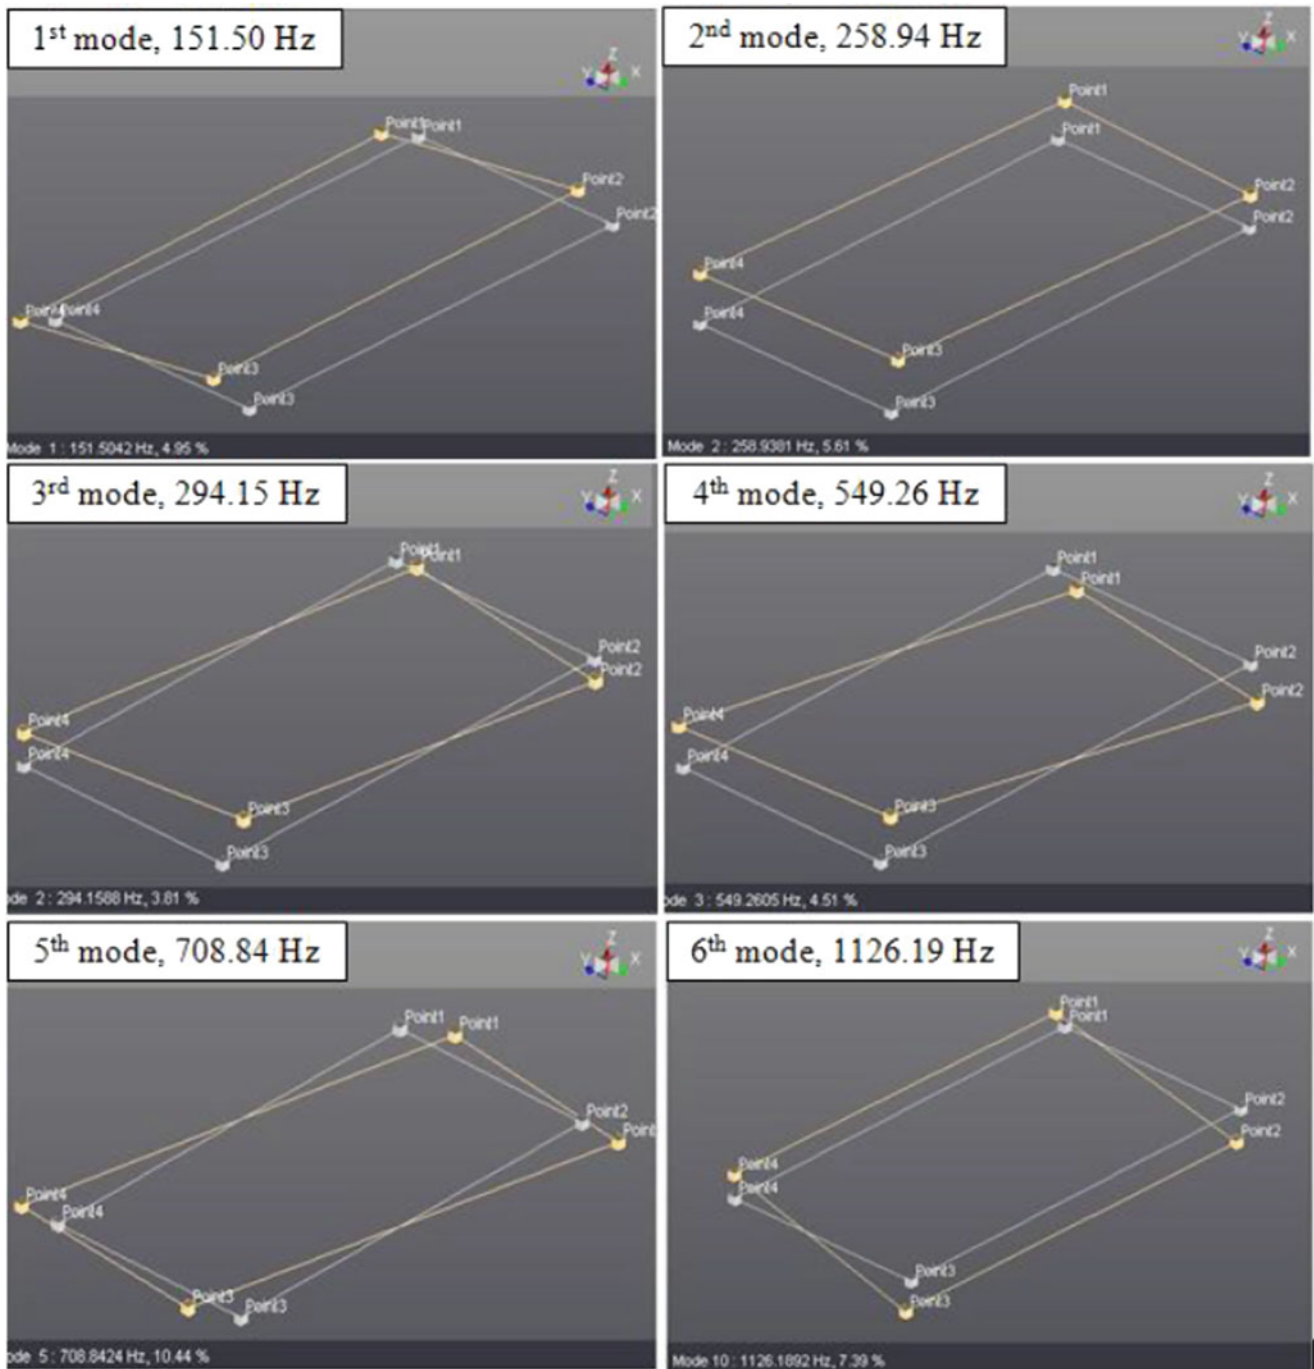 1st mode, 151.50 Hz
Z
Y X
Point1 Point1
Point2
Point2
Point4
Point3
Point3
Mode 1 : 151.5042 Hz, 4.95 %
2nd mode, 258.94 Hz
Z
Y X
Point1
Point1
Point2
Point2
Point4
Point4
Point3
Point3
Mode 2 : 258.9381 Hz, 5.61 %
3rd mode, 294.15 Hz
Z
Y X
Point1
Point2
Point2
Point4
Point4
Point3
Point3
ode 2 : 294.1588 Hz, 3.81 %
4th mode, 549.26 Hz
Z
Y X
Point1
Point1
Point2
Point2
Point4
Point4
Point3
Point3
ode 3 : 549.2605 Hz, 4.51 %
5th mode, 708.84 Hz
Z
Y X
Point1 Point1
Point2
Point
Point4
Point4
Point3
Point3
ode 5 : 708.8424 Hz, 10.44 %
6th mode, 1126.19 Hz
Z
Y X
Point1
Point1
Point2
Point2
Point4
Point4
Point3
Point3
Mode 10 : 1126.1892 Hz, 7.39 %